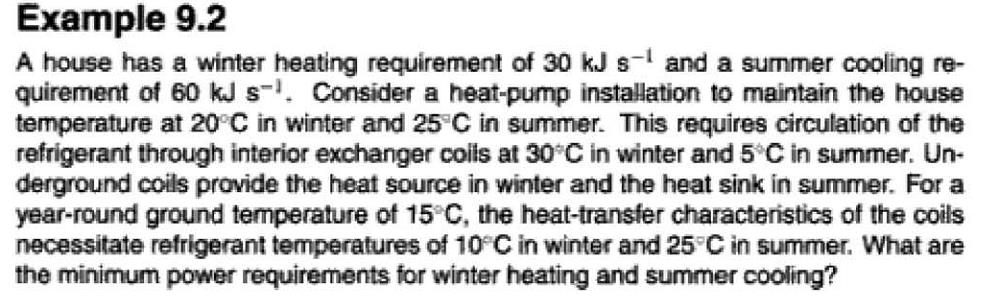 Example 9.2
A house has a winter heating requirement of 30 kJ s⁻¹ and a summer cooling re-
quirement of 60 kJ s⁻¹. Consider a heat-pump installation to maintain the house
temperature at 20°C in winter and 25°C in summer. This requires circulation of the
refrigerant through interior exchanger coils at 30°C in winter and 5°C in summer. Un-
derground coils provide the heat source in winter and the heat sink in summer. For a
year-round ground temperature of 15°C, the heat-transfer characteristics of the coils
necessitate refrigerant temperatures of 10°C in winter and 25°C in summer. What are
the minimum power requirements for winter heating and summer cooling?